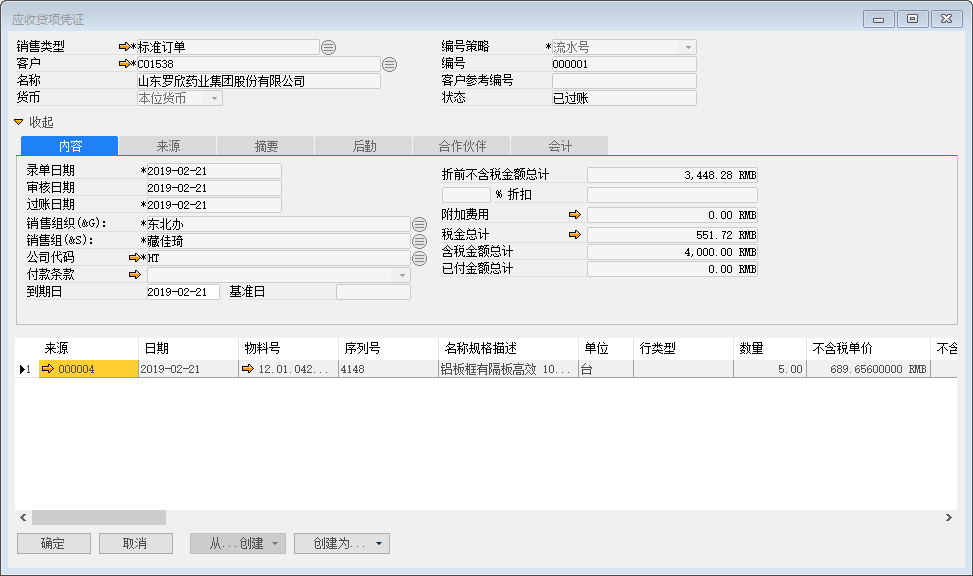 应收贷项凭证
销售类型 *标准订单 编号策略 *流水号
客户 *C01538 编号 000001
名称 山东罗欣药业集团股份有限公司 客户参考编号
货币 本位货币 状态 已过账
收起
内容 来源 摘要 后勤 合作伙伴 会计
录单日期 *2019-02-21 折前不含税金额总计 3,448.28 RMB
审核日期 2019-02-21 % 折扣
过账日期 *2019-02-21 附加费用 0.00 RMB
销售组织(&G): *东北办 税金总计 551.72 RMB
销售组(&S): *藏佳琦 含税金额总计 4,000.00 RMB
公司代码 *HT 已付金额总计 0.00 RMB
付款条款
到期日 2019-02-21 基准日
来源 日期 物料号 序列号 名称规格描述 单位 行类型 数量 不含税单价 不含
1 000004 2019-02-21 12.01.042... 4148 铝板框有隔板高效 10... 台 5.00 689.65600000 RMB
确定 取消 从...创建 创建为...